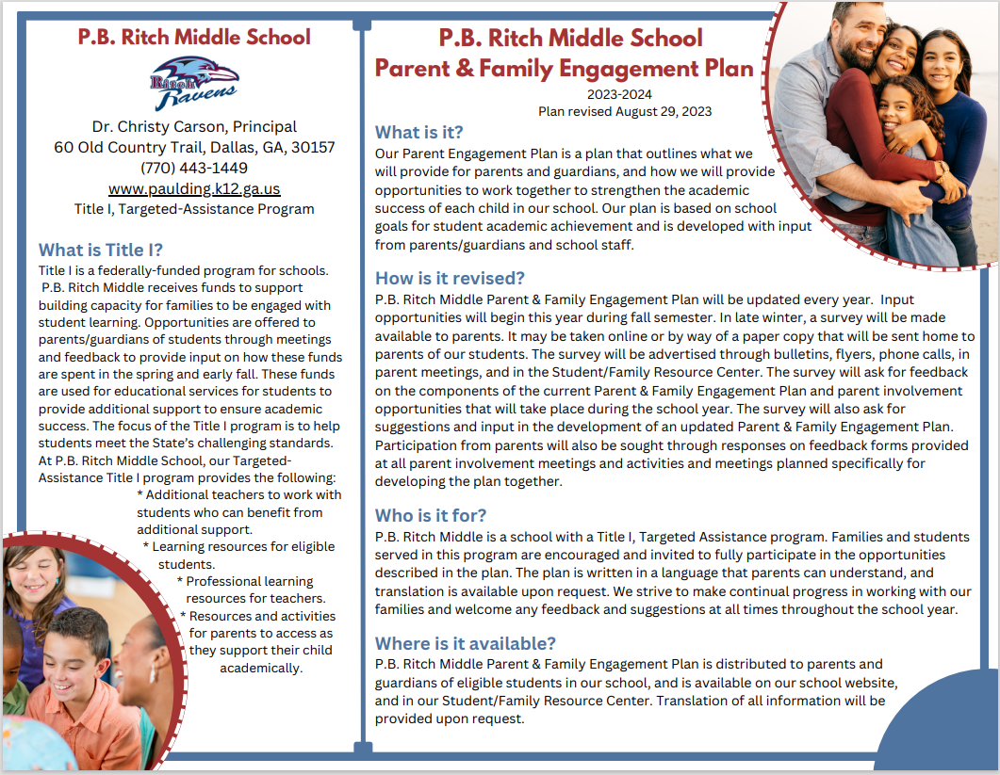 P.B. Ritch Middle School
Ritch
Ravens
Dr. Christy Carson, Principal
60 Old Country Trail, Dallas, GA, 30157
(770) 443-1449
www.paulding.k12.ga.us
Title I, Targeted-Assistance Program
What is Title I?
Title I is a federally-funded program for schools.
P.B. Ritch Middle receives funds to support
building capacity for families to be engaged with
student learning. Opportunities are offered to
parents/guardians of students through meetings
and feedback to provide input on how these funds
are spent in the spring and early fall. These funds
are used for educational services for students to
provide additional support to ensure academic
success. The focus of the Title I program is to help
students meet the State's challenging standards.
At P.B. Ritch Middle School, our Targeted-
Assistance Title I program provides the following:
* Additional teachers to work with
students who can benefit from
additional support.
* Learning resources for eligible
students.
* Professional learning
resources for teachers.
* Resources and activities
for parents to access as
they support their child
academically.
P.B. Ritch Middle School
Parent & Family Engagement Plan
2023-2024
Plan revised August 29, 2023
What is it?
Our Parent Engagement Plan is a plan that outlines what we
will provide for parents and guardians, and how we will provide
opportunities to work together to strengthen the academic
success of each child in our school. Our plan is based on school
goals for student academic achievement and is developed with input
from parents/guardians and school staff.
How is it revised?
P.B. Ritch Middle Parent & Family Engagement Plan will be updated every year. Input
opportunities will begin this year during fall semester. In late winter, a survey will be made
available to parents. It may be taken online or by way of a paper copy that will be sent home to
parents of our students. The survey will be advertised through bulletins, flyers, phone calls, in
parent meetings, and in the Student/Family Resource Center. The survey will ask for feedback
on the components of the current Parent & Family Engagement Plan and parent involvement
opportunities that will take place during the school year. The survey will also ask for
suggestions and input in the development of an updated Parent & Family Engagement Plan.
Participation from parents will also be sought through responses on feedback forms provided
at all parent involvement meetings and activities and meetings planned specifically for
developing the plan together.
Who is it for?
P.B. Ritch Middle is a school with a Title I, Targeted Assistance program. Families and students
served in this program are encouraged and invited to fully participate in the opportunities
described in the plan. The plan is written in a language that parents can understand, and
translation is available upon request. We strive to make continual progress in working with our
families and welcome any feedback and suggestions at all times throughout the school year.
Where is it available?
P.B. Ritch Middle Parent & Family Engagement Plan is distributed to parents and
guardians of eligible students in our school, and is available on our school website,
and in our Student/Family Resource Center. Translation of all information will be
provided upon request.